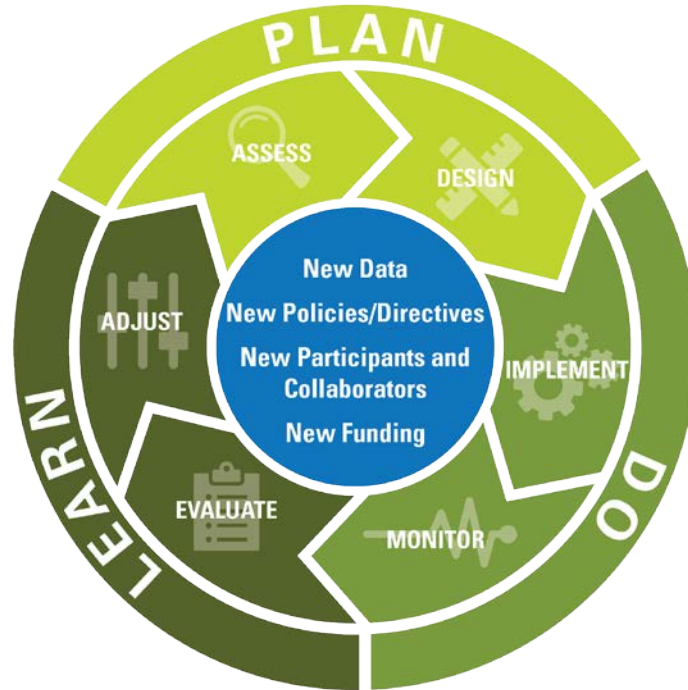 PLAN
ASSESS
DESIGN
New Data
New Policies/Directives
New Participants and
Collaborators
New Funding
ADJUST
IMPLEMENT
EVALUATE
MONITOR
LEARN
DO